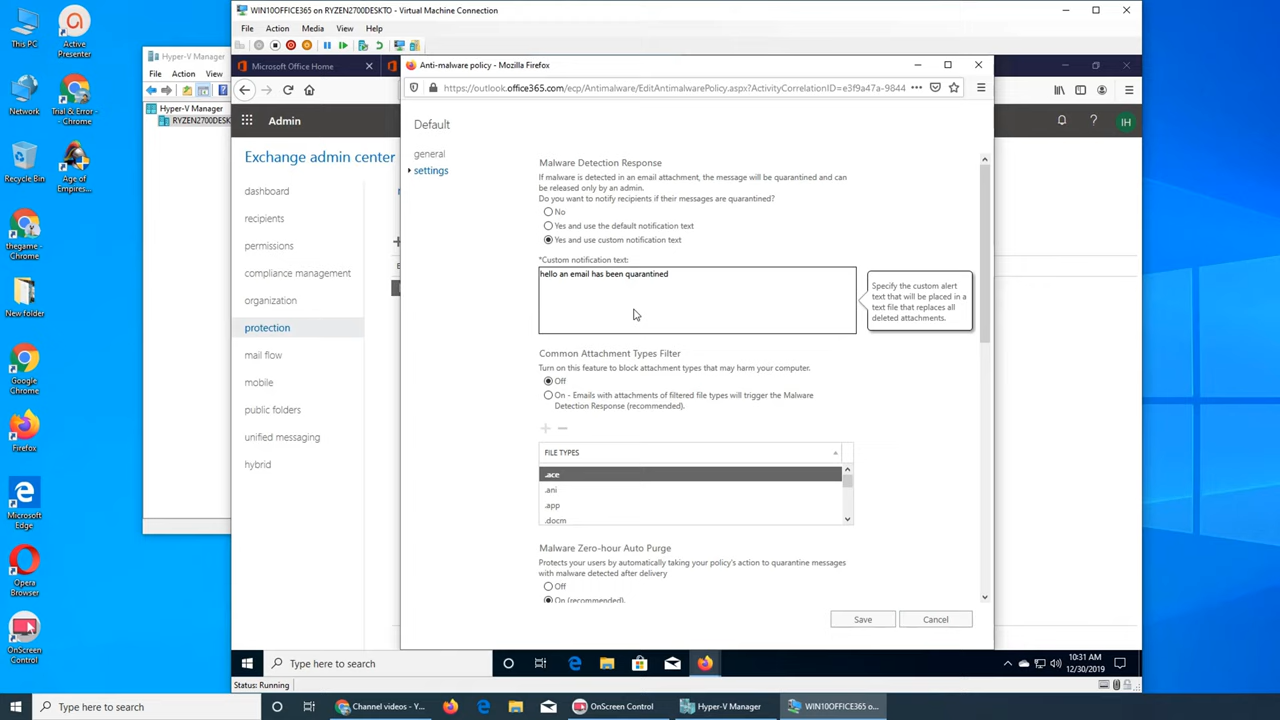 This PC
Active
Presenter
Network
Trial & Error
- Chrome
Recycle Bin
Age of
Empires...
thegame -
Chrome
New folder
Google
Chrome
Firefox
Microsoft
Edge
Opera
Browser
OnScreen
Control
Hyper-V Manager
File Action View
Hyper-V Manager
RYZEN2700DESK
WIN10OFFICE365 on RYZEN2700DESKTO - Virtual Machine Connection
File Action Media View Help
Microsoft Office Home
Admin
IH
Exchange admin center
dashboard
recipients
permissions
compliance management
organization
protection
mail flow
mobile
public folders
unified messaging
hybrid
Anti-malware policy - Mozilla Firefox
https://outlook.office365.com/ecp/Antimalware/EditAntimalwarePolicy.aspx?ActivityCorrelationID=e3f9a47a-9844
Default
general
settings
Malware Detection Response
If malware is detected in an email attachment, the message will be quarantined and can
be released only by an admin.
Do you want to notify recipients if their messages are quarantined?
No
Yes and use the default notification text
Yes and use custom notification text
*Custom notification text:
hello an email has been quarantined
Specify the custom alert
text that will be placed in a
text file that replaces all
deleted attachments.
Common Attachment Types Filter
Turn on this feature to block attachment types that may harm your computer.
Off
On - Emails with attachments of filtered file types will trigger the Malware
Detection Response (recommended).
FILE TYPES
.ace
.ani
.app
.docm
Malware Zero-hour Auto Purge
Protects your users by automatically taking your policy's action to quarantine messages
with malware detected after delivery
Off
On (recommended).
Save Cancel
Type here to search
10:31 AM
12/30/2019
Status: Running
Type here to search
Channel videos - Y...
OnScreen Control
Hyper-V Manager
WIN10OFFICE365 o...